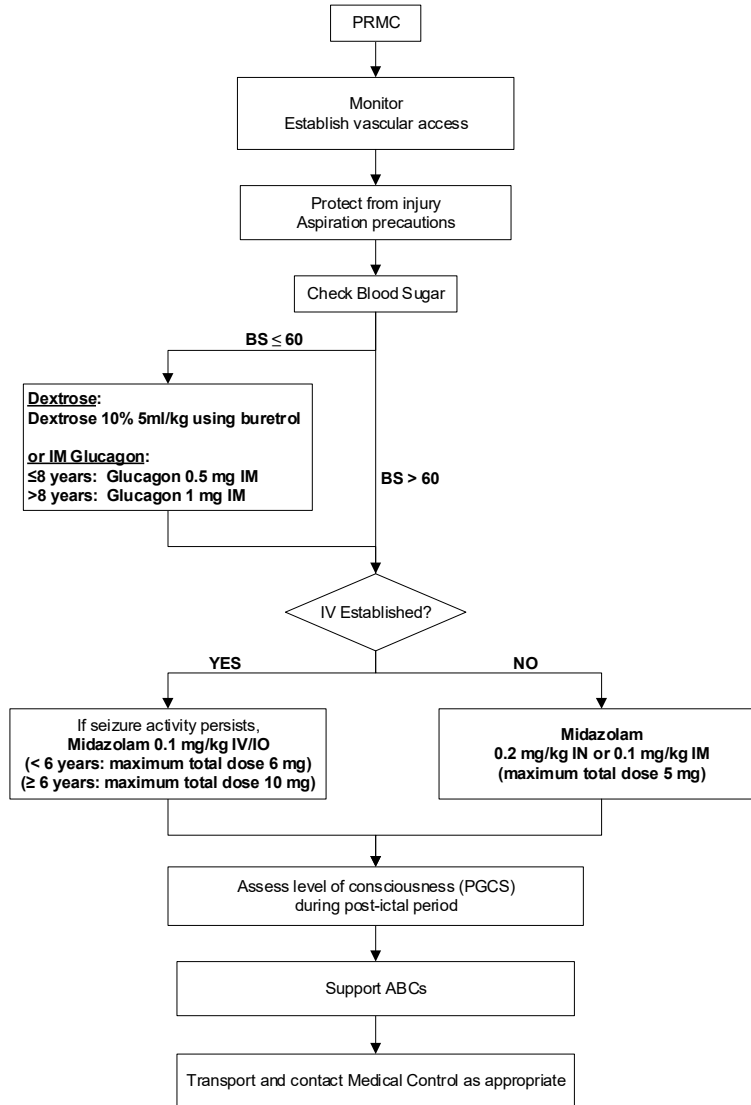 PRMC
Monitor
Establish vascular access
Protect from injury
Aspiration precautions
Check Blood Sugar
BS ≤ 60
Dextrose:
Dextrose 10% 5ml/kg using buretrol
or IM Glucagon:
≤8 years: Glucagon 0.5 mg IM
>8 years: Glucagon 1 mg IM
BS > 60
IV Established?
YES
NO
If seizure activity persists,
Midazolam 0.1 mg/kg IV/IO
(< 6 years: maximum total dose 6 mg)
(≥ 6 years: maximum total dose 10 mg)
Midazolam
0.2 mg/kg IN or 0.1 mg/kg IM
(maximum total dose 5 mg)
Assess level of consciousness (PGCS)
during post-ictal period
Support ABCs
Transport and contact Medical Control as appropriate